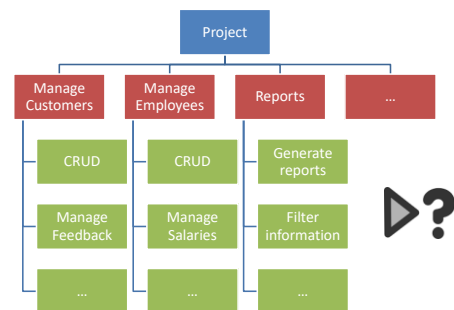 Project
Manage
Customers
Manage
Employees
Reports
...
CRUD
CRUD
Generate
reports
Manage
Feedback
Manage
Salaries
Filter
information
...
...
...
?